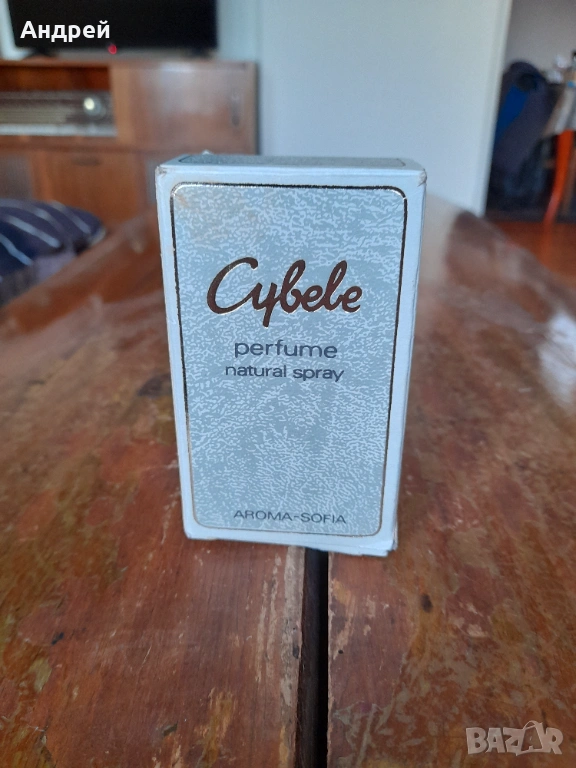 Андрей
Cybele
perfume
natural spray
AROMA-SOFIA
BAZAR